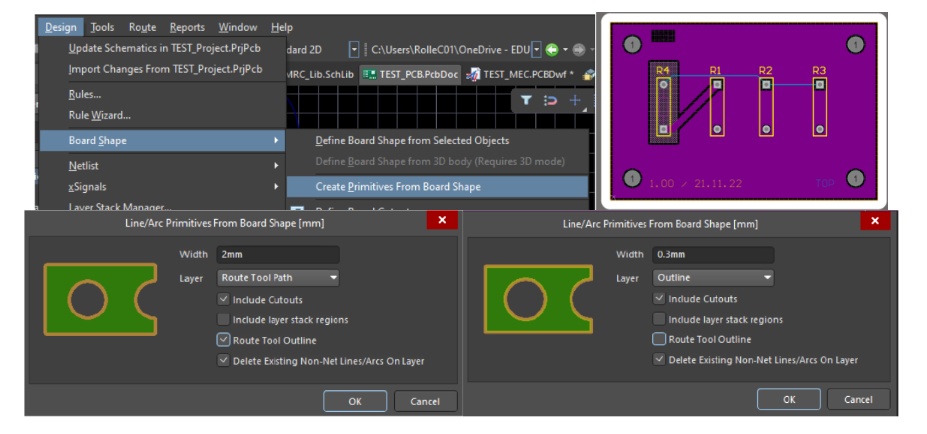 Design Tools Route Reports Window Help
Update Schematics in TEST_Project.PrjPcb
Import Changes From TEST_Project.PrjPcb
Rules...
Rule Wizard...
Board Shape
Netlist
xSignals
Layer Stack Manager...
dard 2D
C:\Users\RolleC01\OneDrive - EDU
MRC_Lib.SchLib TEST_PCB.PcbDoc TEST_MEC.PCBDwf *
Define Board Shape from Selected Objects
Define Board Shape from 3D body (Requires 3D mode)
Create Primitives From Board Shape
1 1
R4 R1 R2 R3
1 1.00 / 21.11.22 TOP 1
Line/Arc Primitives From Board Shape [mm]
Width 2mm
Layer Route Tool Path
Include Cutouts
Include layer stack regions
Route Tool Outline
Delete Existing Non-Net Lines/Arcs On Layer
OK Cancel
Line/Arc Primitives From Board Shape [mm]
Width 0.3mm
Layer Outline
Include Cutouts
Include layer stack regions
Route Tool Outline
Delete Existing Non-Net Lines/Arcs On Layer
OK Cancel